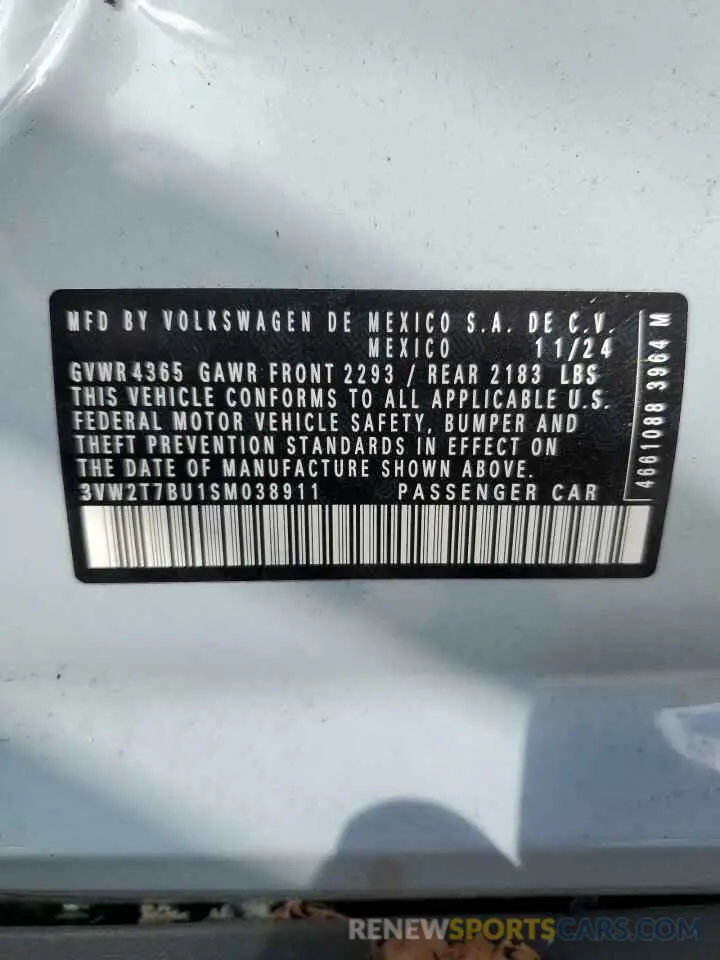 MFD BY VOLKSWAGEN DE MEXICO S.A. DE C.V.
MEXICO 11/24
GVWR 4365 GAWR FRONT 2293 / REAR 2183 LBS
THIS VEHICLE CONFORMS TO ALL APPLICABLE U.S.
FEDERAL MOTOR VEHICLE SAFETY, BUMPER AND
THEFT PREVENTION STANDARDS IN EFFECT ON
THE DATE OF MANUFACTURE SHOWN ABOVE.
3VW2T7BU1SM038911 PASSENGER CAR
4661088 3964 M
RENEWSPORTSCARS.COM